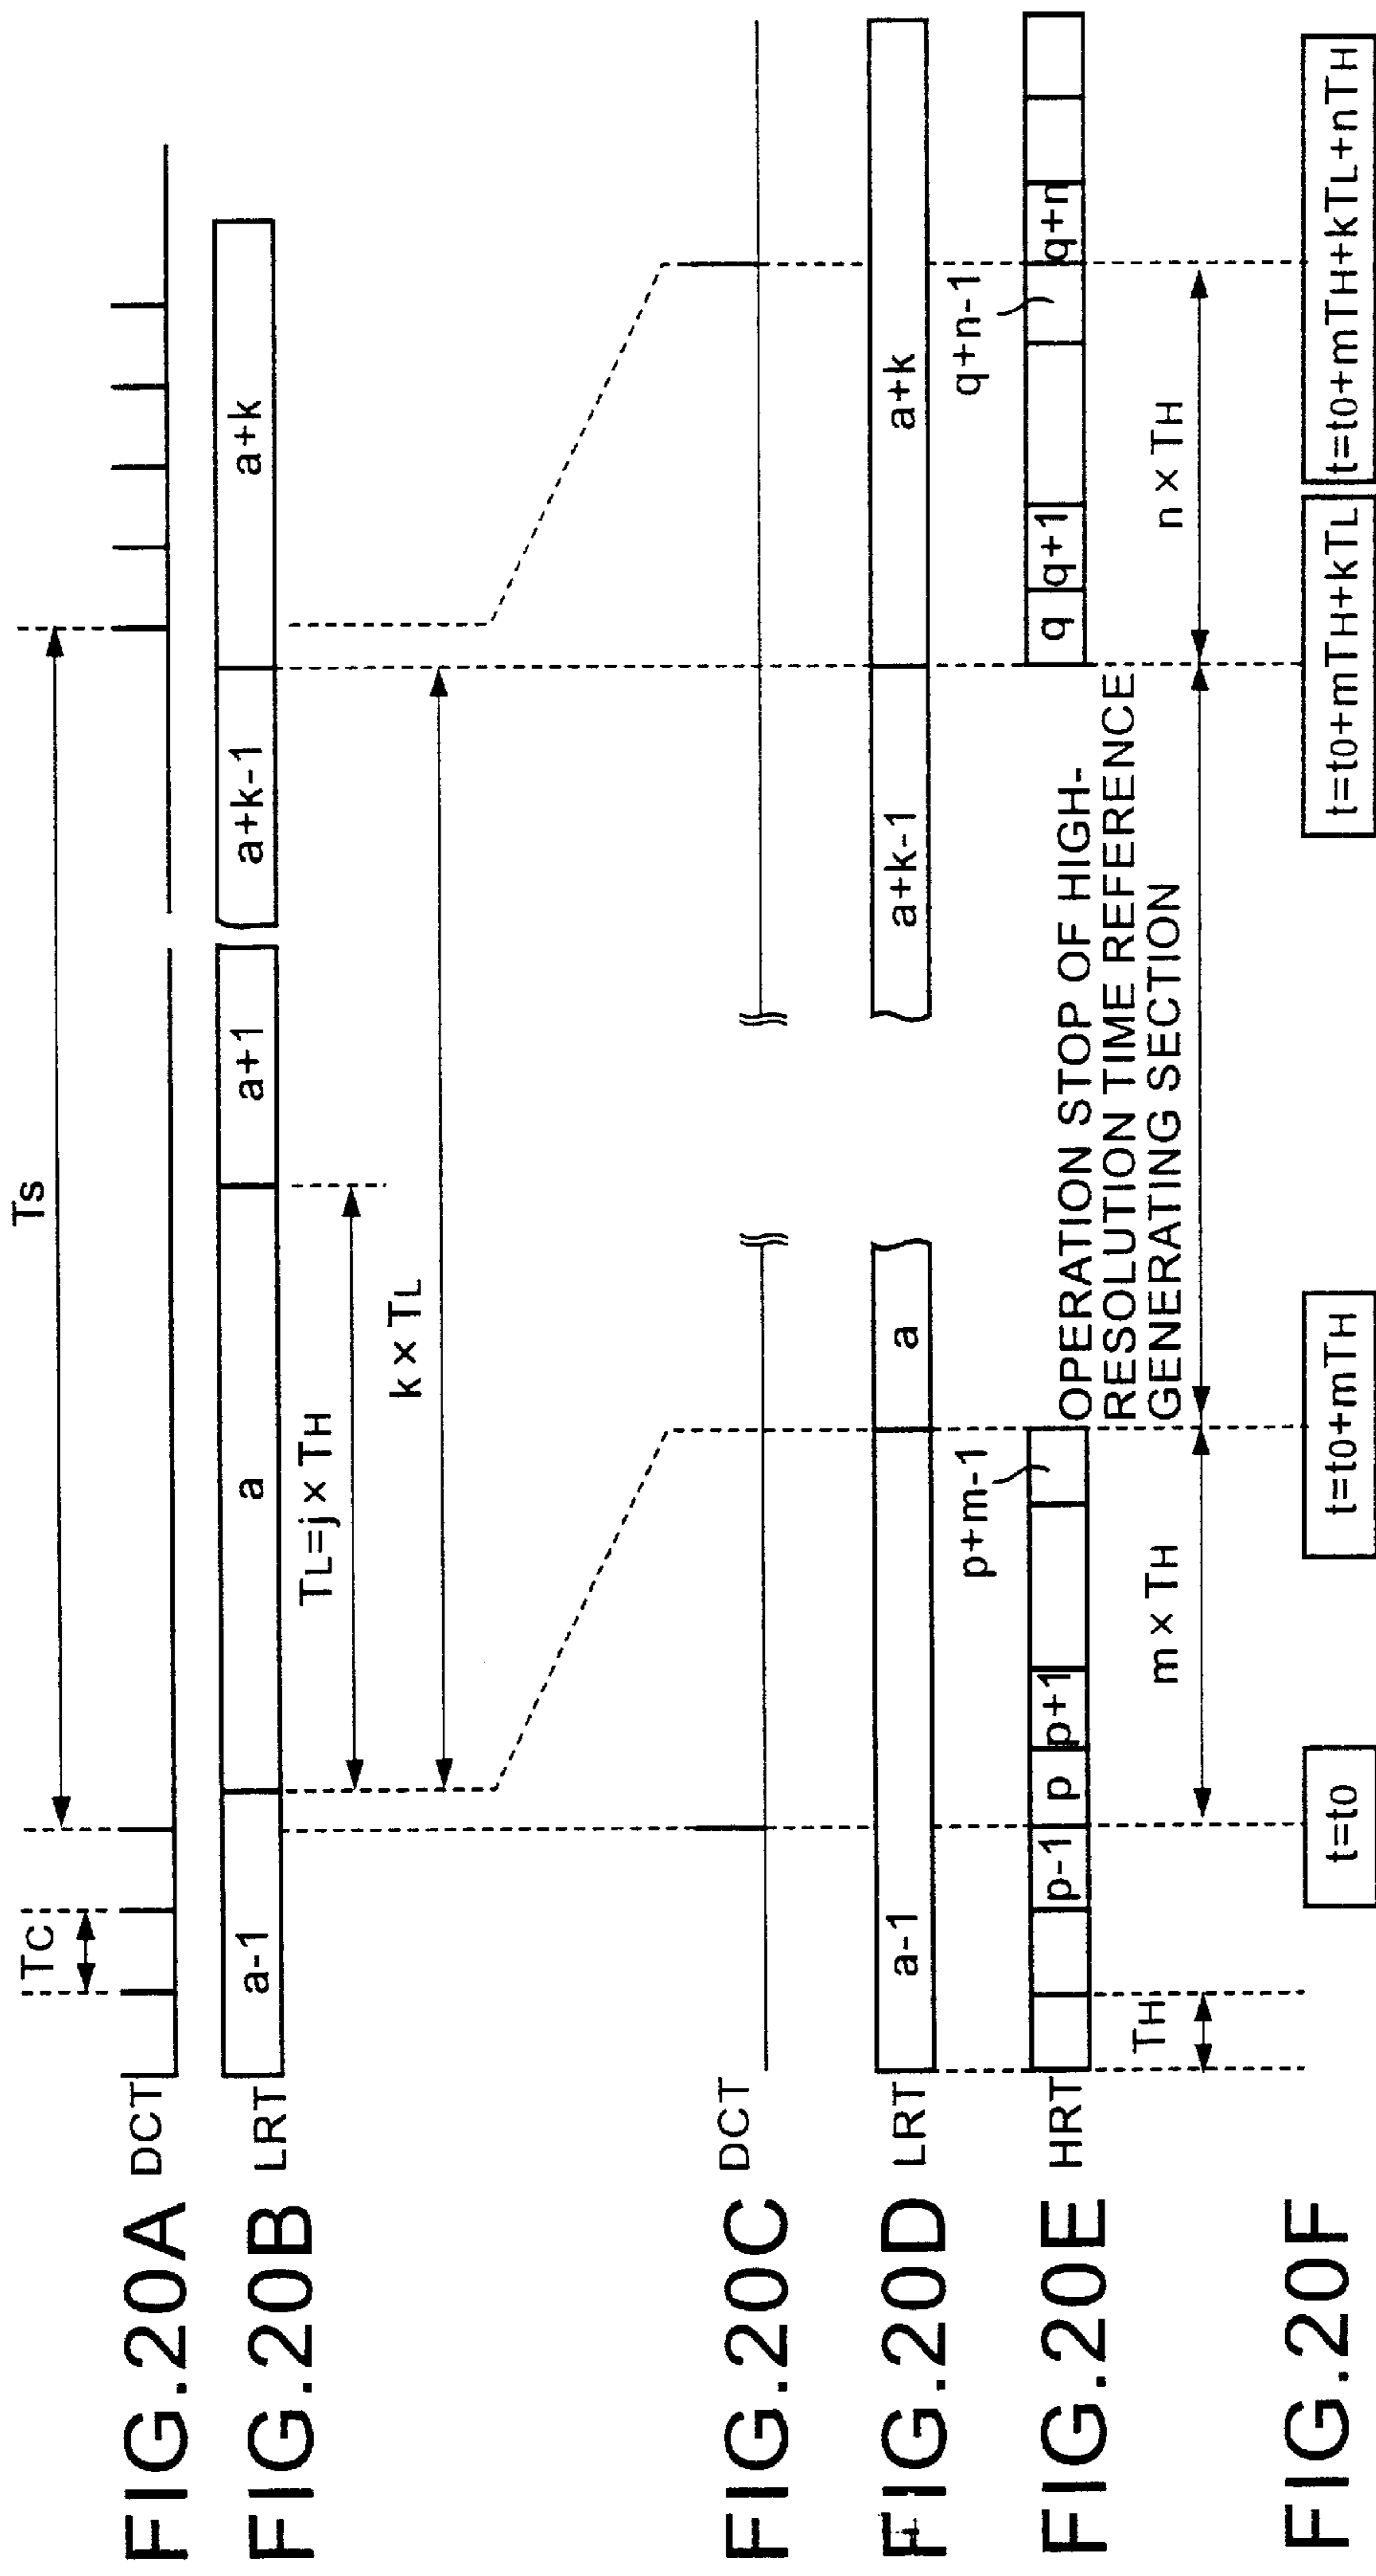 FIG.20A DCT
Tc
Ts
FIG.20B LRT
a-1
a
a+1
a+k-1
a+k
TL=j×TH
k×TL
FIG.20C DCT
FIG.20D LRT
a-1
a
a+k-1
a+k
p+m-1
q+n-1
FIG.20E HRT
p-1
p
p+1
q
q+1
q+n
OPERATION STOP OF HIGH-
RESOLUTION TIME REFERENCE
GENERATING SECTION
TH
m×TH
n×TH
FIG.20F
t=t0
t=t0+mTH
t=t0+mTH+kTL
t=t0+mTH+kTL+nTH